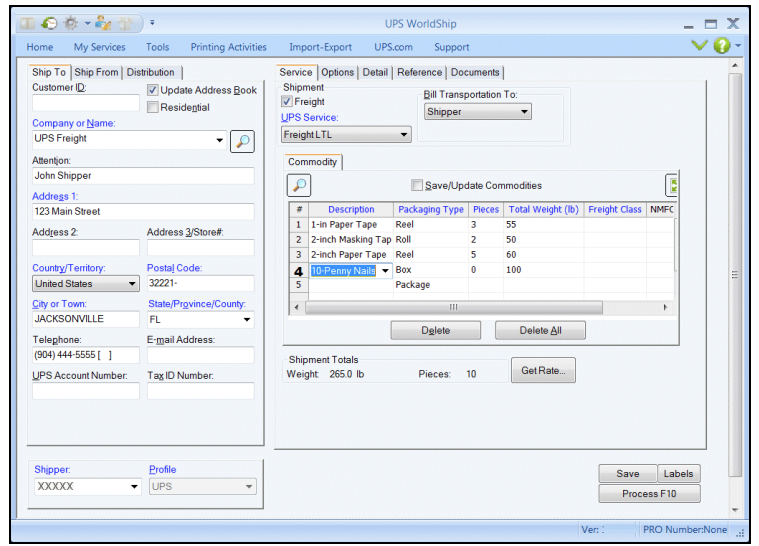 UPS WorldShip
Home My Services Tools Printing Activities Import-Export UPS.com Support
Ship To Ship From Distribution
Customer ID:
Update Address Book
Residential
Company or Name:
UPS Freight
Attention:
John Shipper
Address 1:
123 Main Street
Address 2: Address 3/Store#:
Country/Territory: Postal Code:
United States 32221-
City or Town: State/Province/County:
JACKSONVILLE FL
Telephone: E-mail Address:
(904) 444-5555 [ ]
UPS Account Number: Tax ID Number:
Shipper: Profile
XXXXX UPS
Service Options Detail Reference Documents
Shipment
Freight
Bill Transportation To:
Shipper
UPS Service:
Freight LTL
Commodity
Save/Update Commodities
# Description Packaging Type Pieces Total Weight (lb) Freight Class NMFC
1 1-in Paper Tape Reel 3 55
2 2-inch Masking Tap Roll 2 50
3 2-inch Paper Tape Reel 5 60
4 10-Penny Nails Box 0 100
5 Package
Delete Delete All
Shipment Totals
Weight: 265.0 lb Pieces: 10 Get Rate...
Save Labels
Process F10
Ver: PRO Number:None